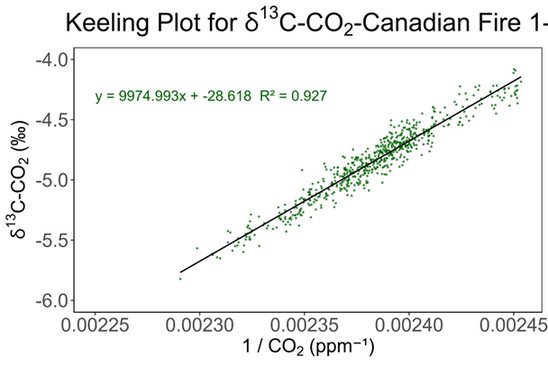 Keeling Plot for δ¹³C-CO₂-Canadian Fire 1-
-4.0
y = 9974.993x + -28.618 R² = 0.927
-4.5
δ¹³C-CO₂ (‰)
-5.0
-5.5
-6.0
0.00225 0.00230 0.00235 0.00240 0.00245
1 / CO₂ (ppm⁻¹)